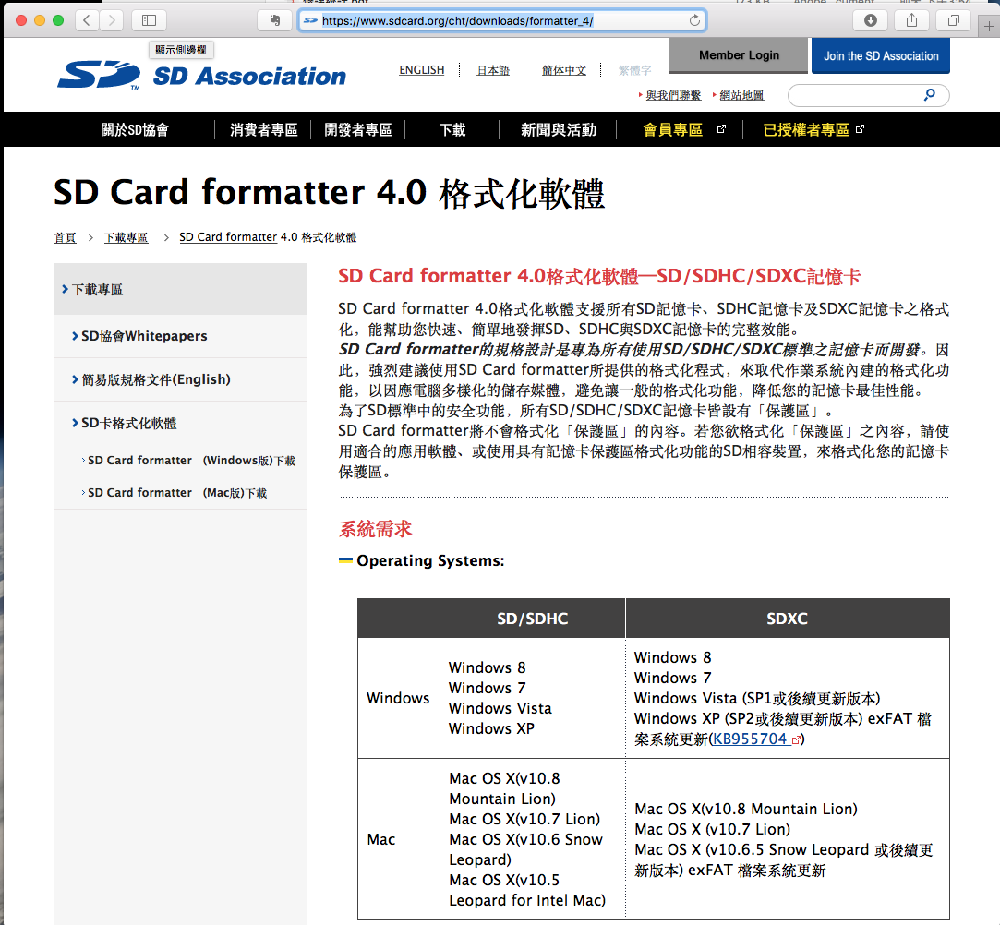 https://www.sdcard.org/cht/downloads/formatter_4/
顯示側邊欄
SD Association
TM
ENGLISH
日本語
简体中文
繁體字
Member Login
Join the SD Association
與我們聯繫
網站地圖
關於SD協會
消費者專區
開發者專區
下載
新聞與活動
會員專區
已授權者專區
SD Card formatter 4.0 格式化軟體
首頁 > 下載專區 > SD Card formatter 4.0 格式化軟體
下載專區
SD協會Whitepapers
簡易版規格文件(English)
SD卡格式化軟體
SD Card formatter (Windows版)下載
SD Card formatter (Mac版)下載
SD Card formatter 4.0格式化軟體—SD/SDHC/SDXC記憶卡
SD Card formatter 4.0格式化軟體支援所有SD記憶卡、SDHC記憶卡及SDXC記憶卡之格式
化，能幫助您快速、簡單地發揮SD、SDHC與SDXC記憶卡的完整效能。
SD Card formatter的規格設計是專為所有使用SD/SDHC/SDXC標準之記憶卡而開發。因
此，強烈建議使用SD Card formatter所提供的格式化程式，來取代作業系統內建的格式化功
能，以因應電腦多樣化的儲存媒體，避免讓一般的格式化功能，降低您的記憶卡最佳性能。
為了SD標準中的安全功能，所有SD/SDHC/SDXC記憶卡皆設有「保護區」。
SD Card formatter將不會格式化「保護區」的內容。若您欲格式化「保護區」之內容，請使
用適合的應用軟體、或使用具有記憶卡保護區格式化功能的SD相容裝置，來格式化您的記憶卡
保護區。
系統需求
Operating Systems:
SD/SDHC
SDXC
Windows
Windows 8
Windows 7
Windows Vista
Windows XP
Windows 8
Windows 7
Windows Vista (SP1或後續更新版本)
Windows XP (SP2或後續更新版本) exFAT 檔
案系統更新(KB955704)
Mac
Mac OS X(v10.8
Mountain Lion)
Mac OS X(v10.7 Lion)
Mac OS X(v10.6 Snow
Leopard)
Mac OS X(v10.5
Leopard for Intel Mac)
Mac OS X(v10.8 Mountain Lion)
Mac OS X (v10.7 Lion)
Mac OS X (v10.6.5 Snow Leopard 或後續更
新版本) exFAT 檔案系統更新